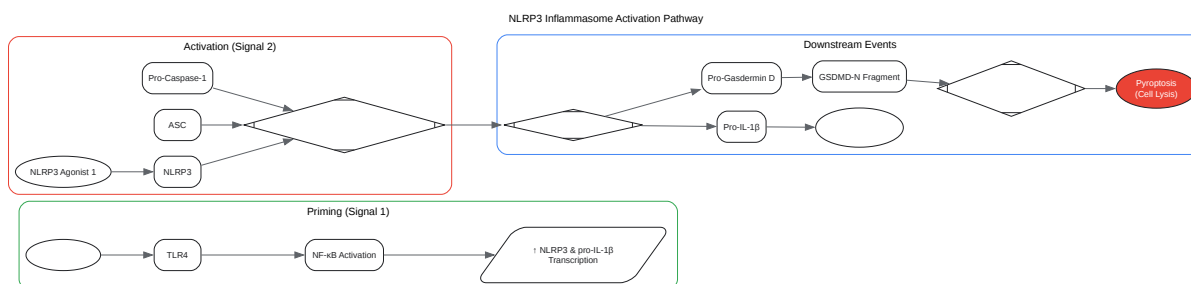 NLRP3 Inflammasome Activation Pathway
Activation (Signal 2)
Pro-Caspase-1
ASC
NLRP3 Agonist 1
NLRP3
Downstream Events
Pro-Gasdermin D
GSDMD-N Fragment
Pyroptosis
(Cell Lysis)
Pro-IL-1β
Priming (Signal 1)
TLR4
NF-κB Activation
↑ NLRP3 & pro-IL-1β
Transcription